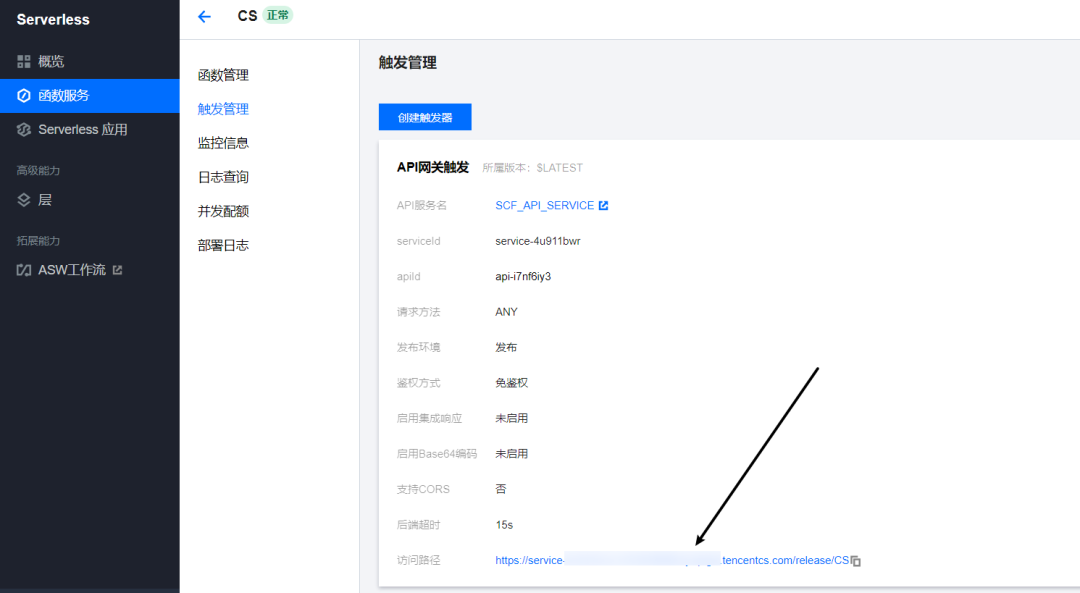 Serverless
概览
函数服务
Serverless 应用
高级能力
层
拓展能力
ASW工作流
CS 正常
函数管理
触发管理
监控信息
日志查询
并发配额
部署日志
触发管理
创建触发器
API网关触发 所属版本: $LATEST
API服务名 SCF_API_SERVICE
serviceId service-4u911bwr
apiId api-i7nf6iy3
请求方法 ANY
发布环境 发布
鉴权方式 免鉴权
启用集成响应 未启用
启用Base64编码 未启用
支持CORS 否
后端超时 15s
访问路径 https://service- .tencentcs.com/release/CS